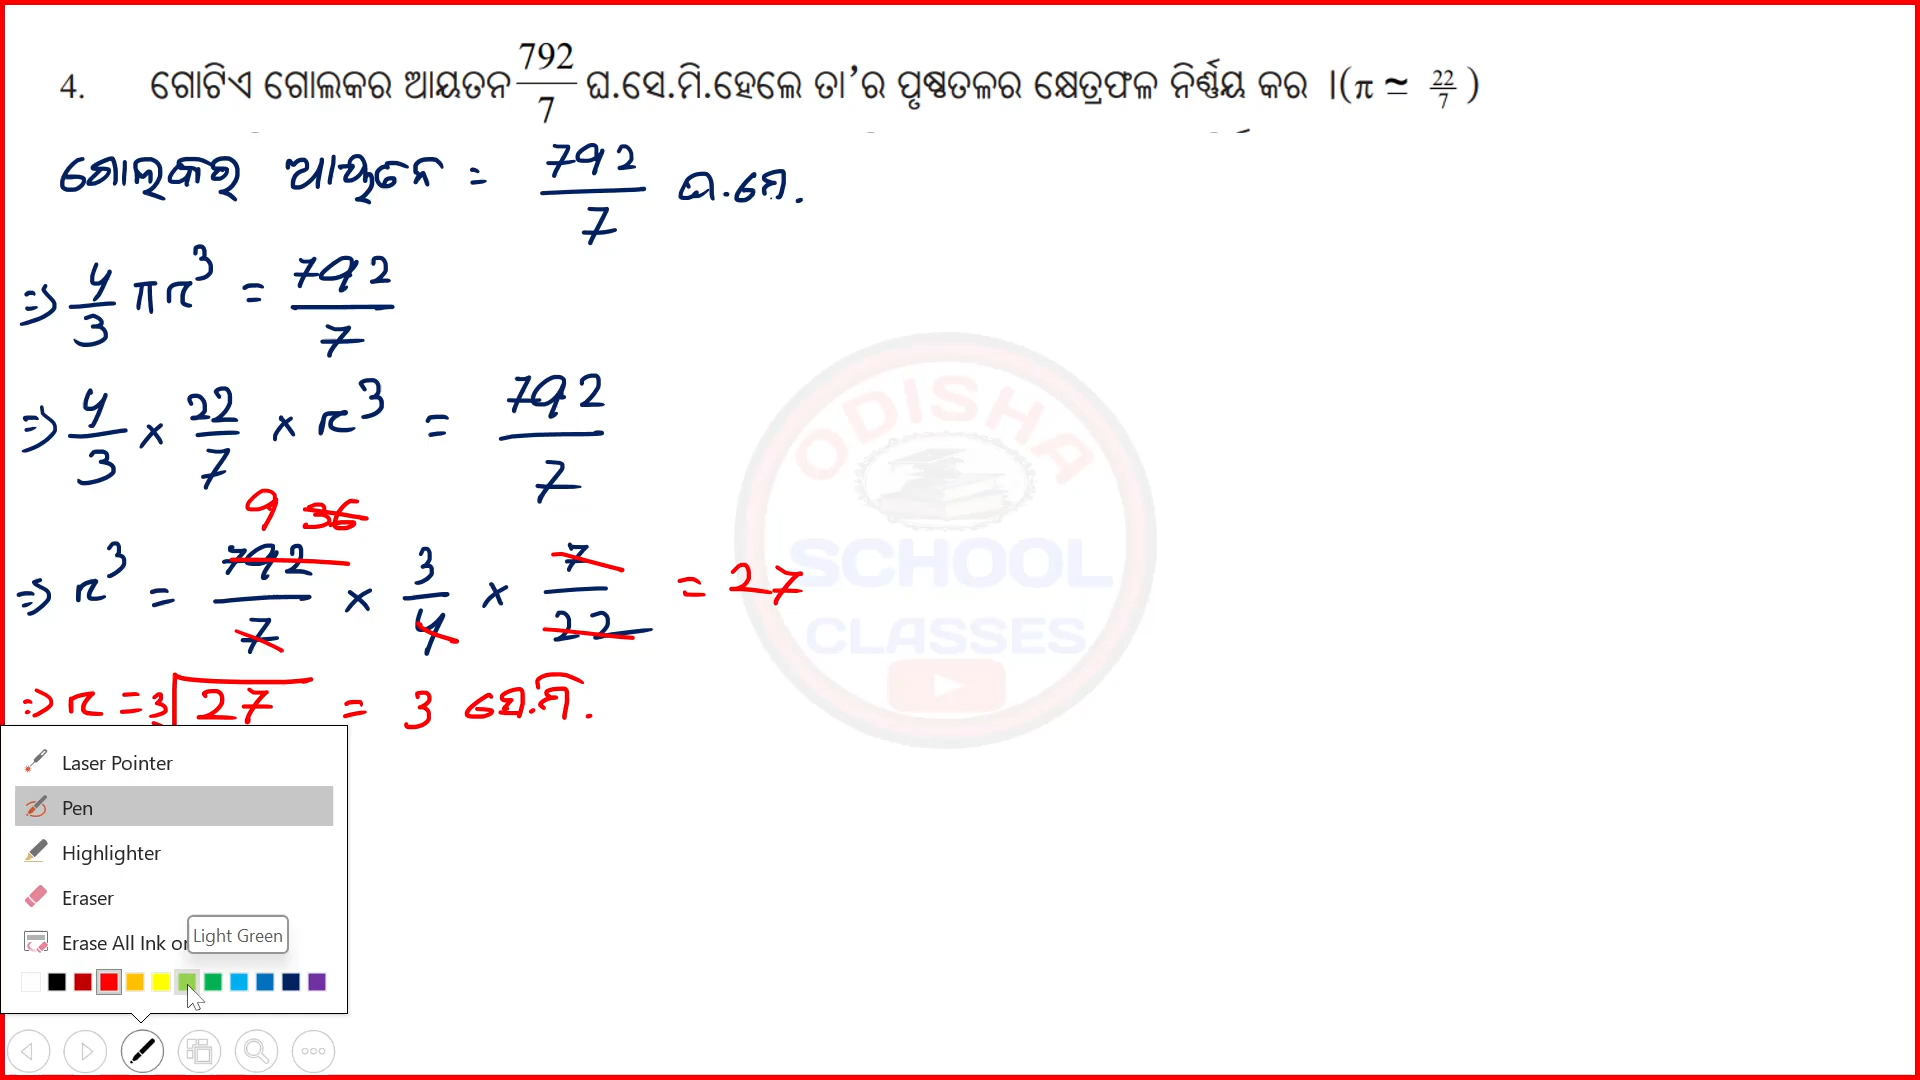 4. ଗୋଟିଏ ଗୋଲକର ଆୟତନ 792/7 ଘ.ସେ.ମି.ହେଲେ ତା’ର ପୃଷ୍ଠତଳର କ୍ଷେତ୍ରଫଳ ନିର୍ଣ୍ଣୟ କର ।(π ≃ 22/7)
ଗୋଲକର ଆୟତନ = 792/7 ଘ.ସେ.
⇒ 4/3 πr³ = 792/7
⇒ 4/3 × 22/7 × r³ = 792/7
9 36
⇒ r³ = 792/7 × 3/4 × 7/22 = 27
⇒ r = ³√27 = 3 ସେ.ମି.
ODISHA
SCHOOL
CLASSES
Laser Pointer
Pen
Highlighter
Eraser
Erase All Ink or
Light Green